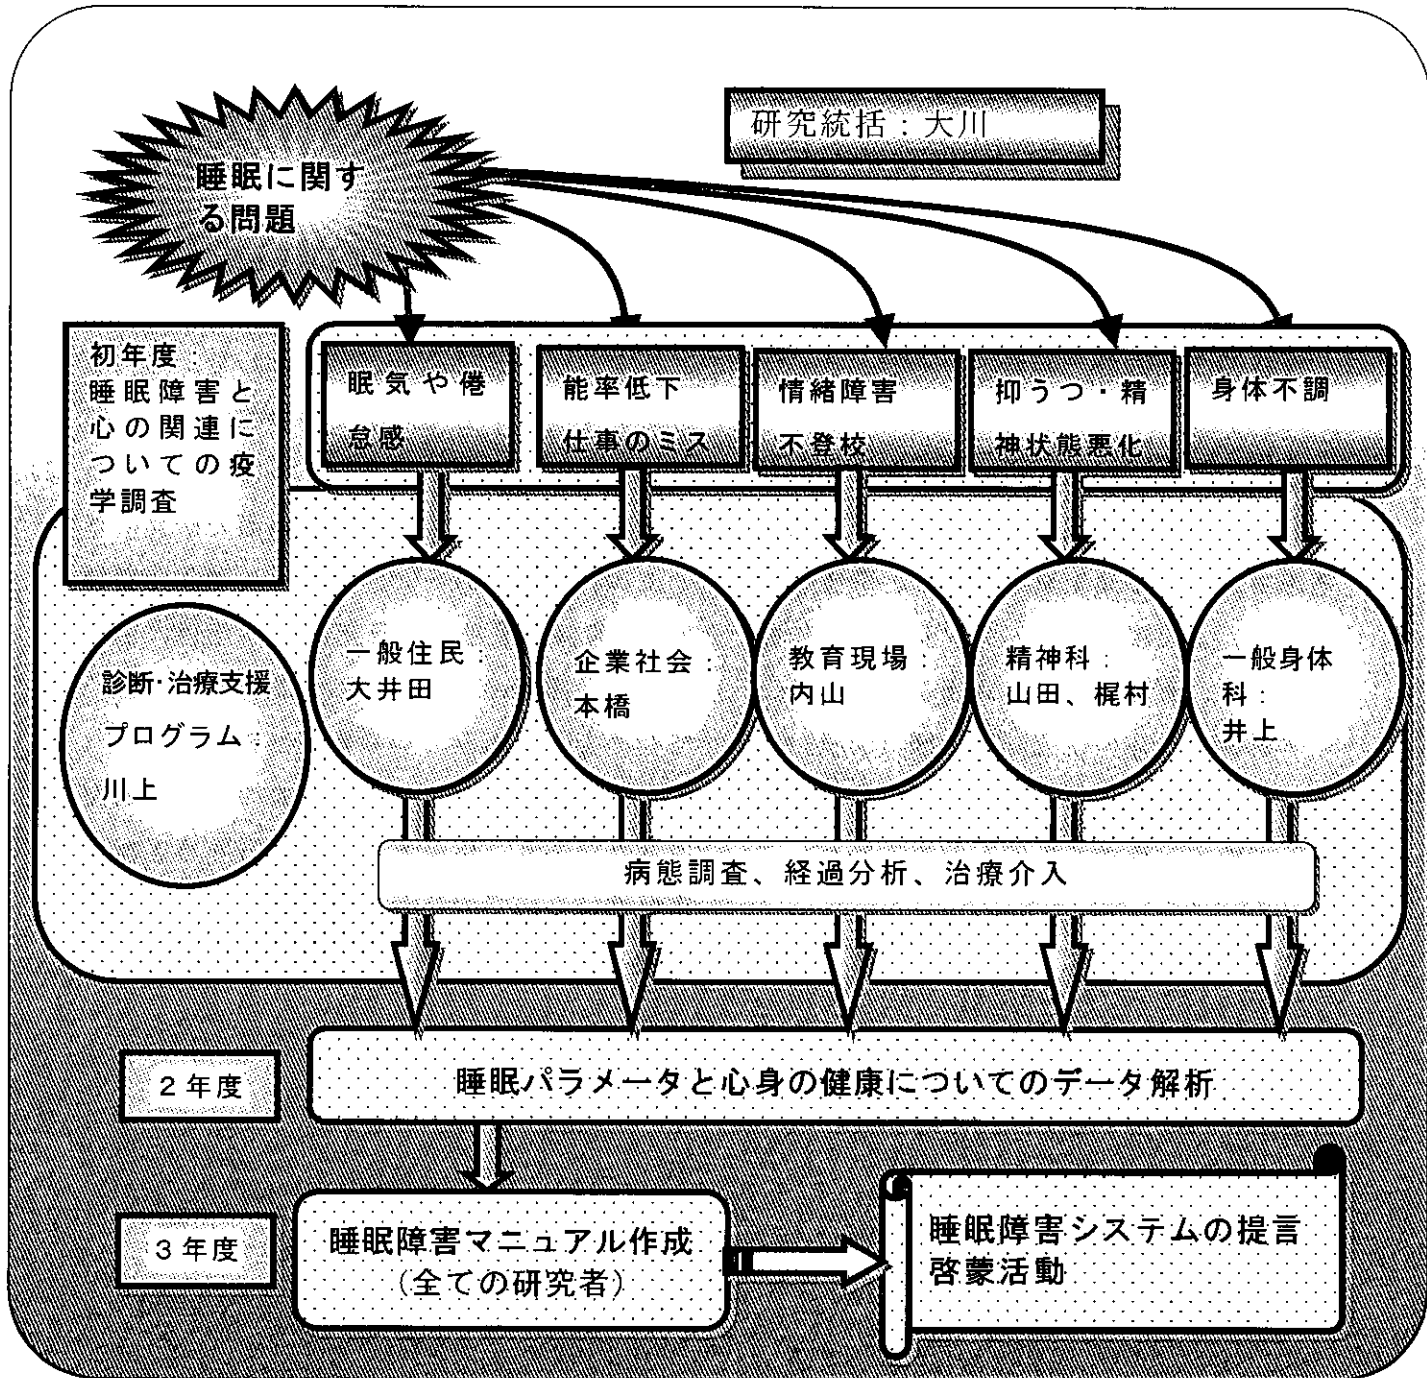 研究統括：大川
睡眠に関す
る問題
初年度：
睡眠障害と
心の関連に
ついての疫
学調査
眠気や倦
怠感
能率低下
仕事のミス
情緒障害
不登校
抑うつ・精
神状態悪化
身体不調
診断･治療支援
プログラム：
川上
一般住民：
大井田
企業社会：
本橋
教育現場：
内山
精神科：
山田、梶村
一般身体
科：
井上
病態調査、経過分析、治療介入
２年度
睡眠パラメータと心身の健康についてのデータ解析
３年度
睡眠障害マニュアル作成
（全ての研究者）
睡眠障害システムの提言
啓蒙活動